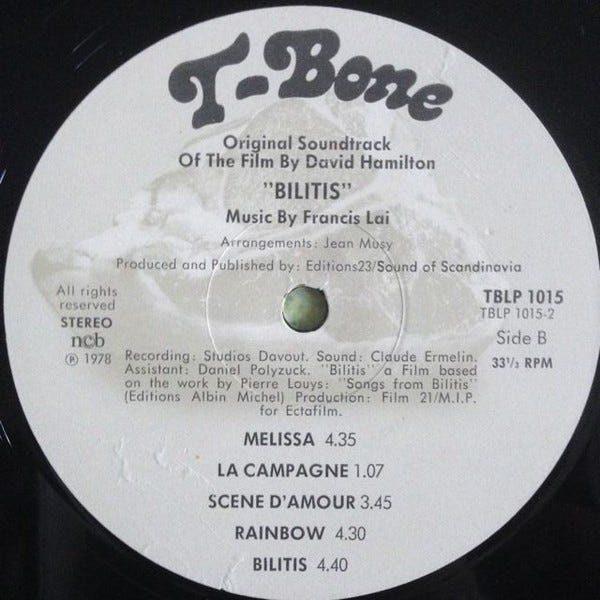 T-Bone
Original Soundtrack
Of The Film By David Hamilton
"BILITIS"
Music By Francis Lai
Arrangements: Jean Musy
Produced and Published by: Editions23/Sound of Scandinavia
All rights
reserved
STEREO
ncb
℗ 1978
TBLP 1015
TBLP 1015-2
Side B
33⅓ RPM
Recording: Studios Davout. Sound: Claude Ermelin.
Assistant: Daniel Polyzuck. "Bilitis" a Film based
on the work by Pierre Louys: "Songs from Bilitis"
(Editions Albin Michel) Production: Film 21/M.I.P.
for Ectafilm.
MELISSA 4.35
LA CAMPAGNE 1.07
SCENE D'AMOUR 3.45
RAINBOW 4.30
BILITIS 4.40